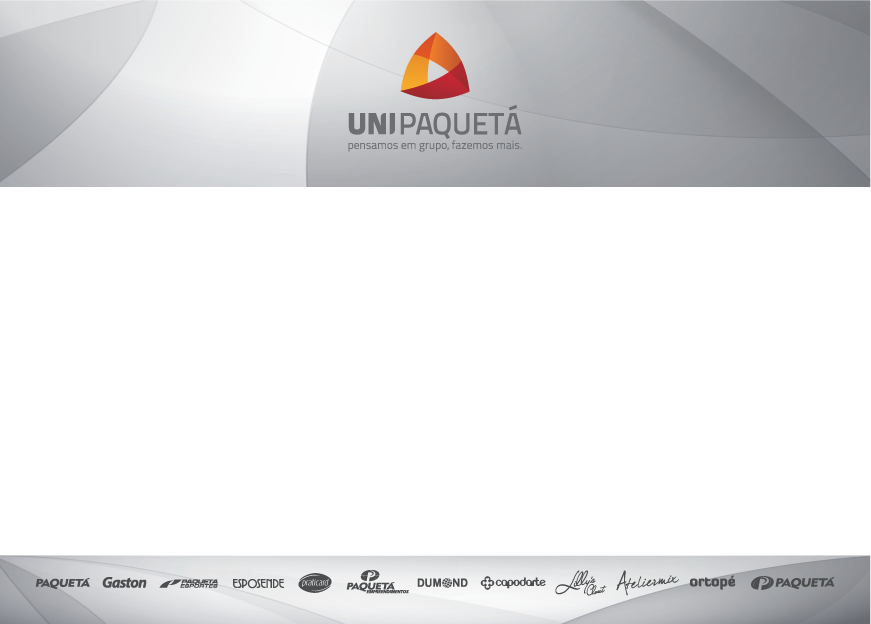 UNIPAQUETÁ
pensamos em grupo, fazemos mais.
PAQUETÁ Gaston PAQUETÁ ESPORTES ESPOSENDE praticard PAQUETÁ EMPREENDIMENTOS DUMOND capodarte Lilly's Closet Ateliermix ortopé PAQUETÁ